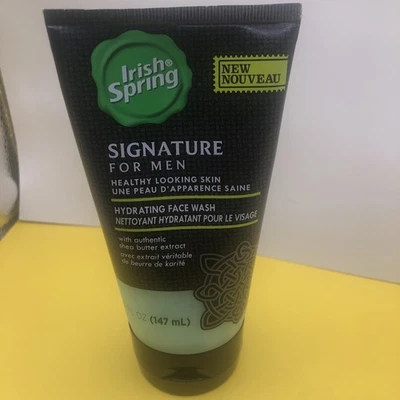 Irish®
Spring
NEW
NOUVEAU
SIGNATURE
FOR MEN
HEALTHY LOOKING SKIN
UNE PEAU D'APPARENCE SAINE
HYDRATING FACE WASH
NETTOYANT HYDRATANT POUR LE VISAGE
with authentic
shea butter extract
avec extrait véritable
de beurre de karité
OZ (147 mL)